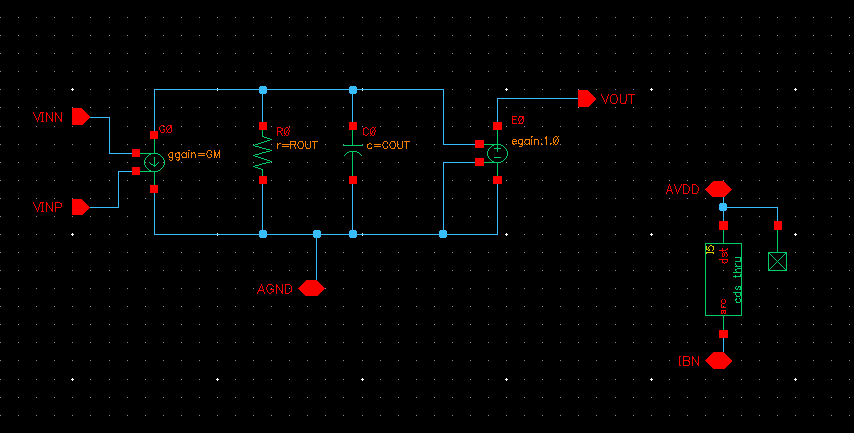 VINN
VINP
G0
ggain=GM
R0
r=ROUT
C0
c=COUT
E0
egain:1.0
VOUT
AGND
AVDD
I5
dst
cds_thru
src
IBN